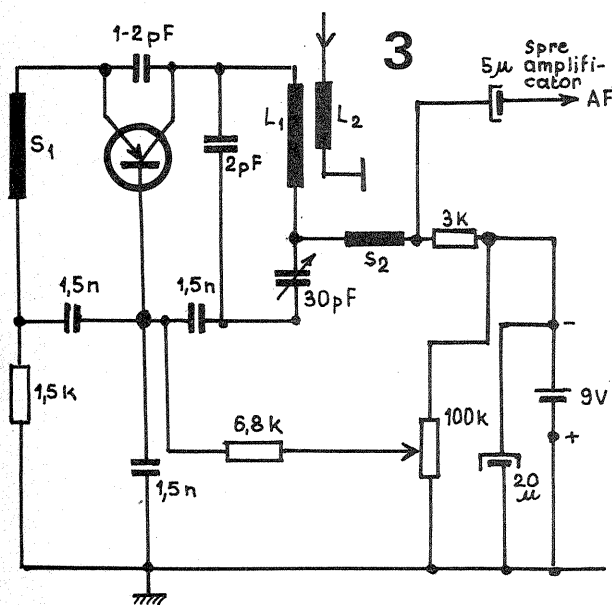 1-2pF
3
5µ
Spre
amplifi-
cator
AF
S1
L1
L2
2pF
3k
S2
1,5n
1,5n
30pF
-
1,5k
6,8k
100k
9V
+
1,5n
20
µ